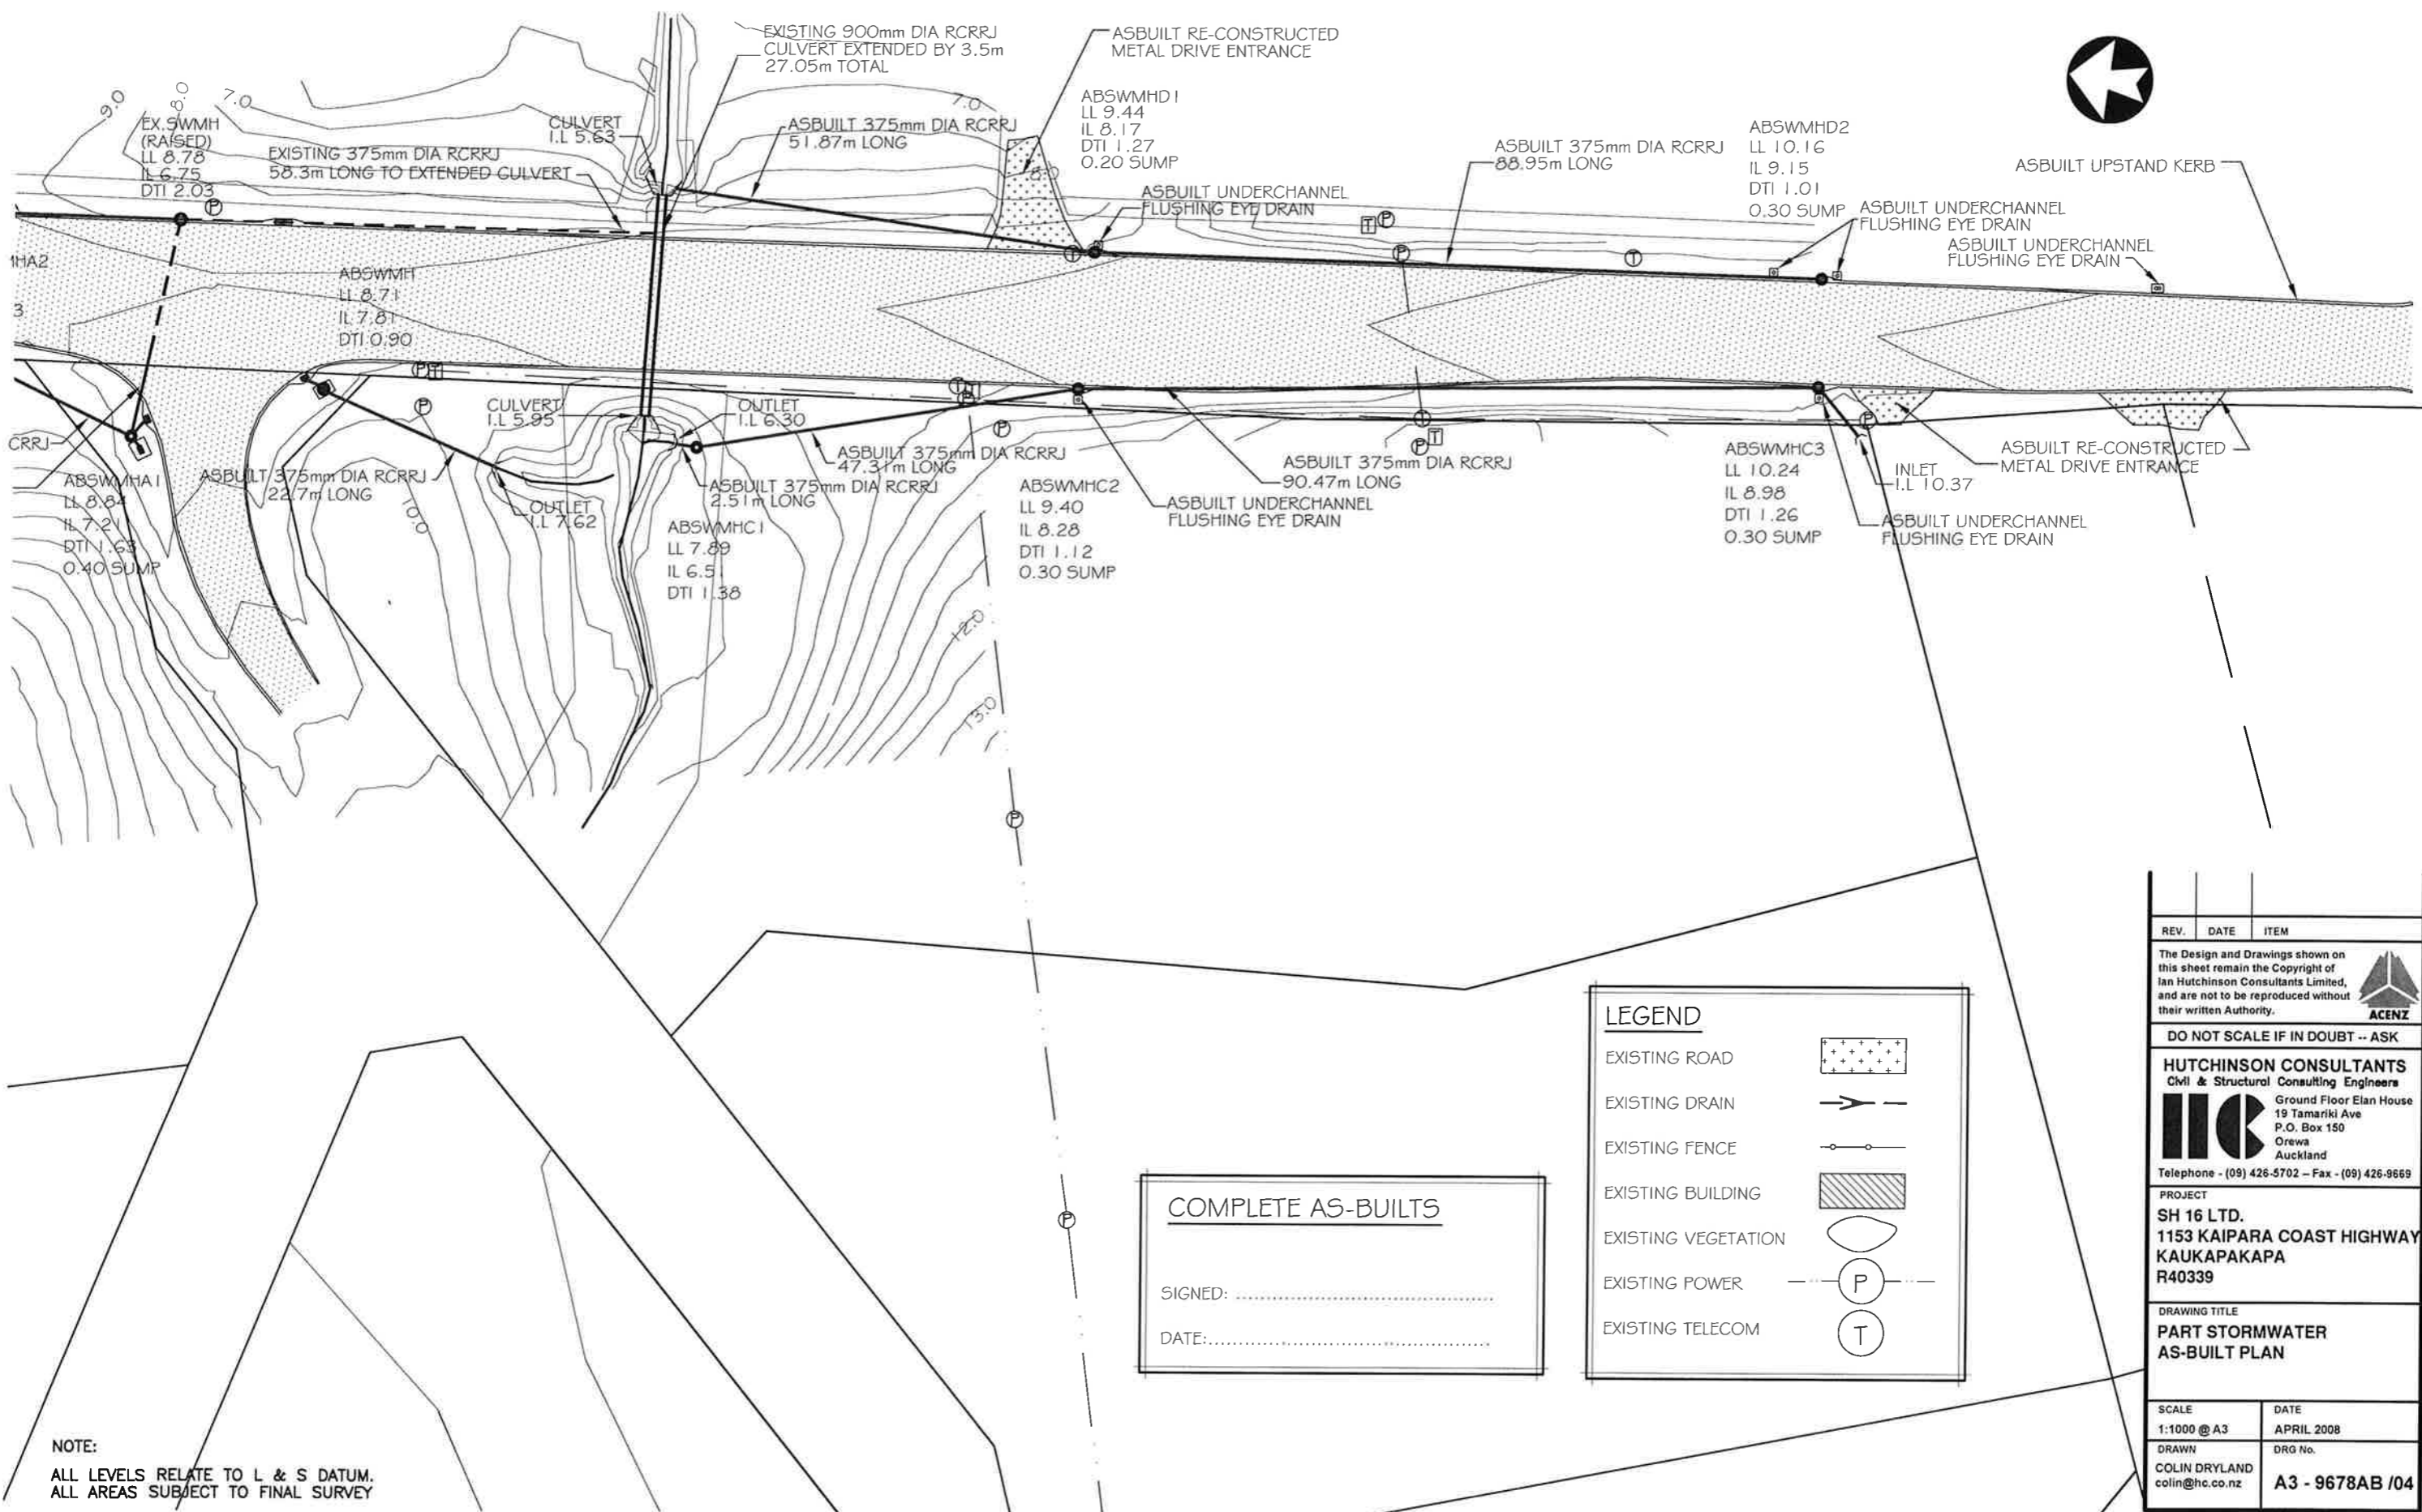 EXISTING 900mm DIA RCRRJ
CULVERT EXTENDED BY 3.5m
27.05m TOTAL
ASBUILT RE-CONSTRUCTED
METAL DRIVE ENTRANCE
9.0
8.0
7.0
EX.SWMH
(RAISED)
LL 8.78
IL 6.75
DTI 2.03
EXISTING 375mm DIA RCRRJ
58.3m LONG TO EXTENDED CULVERT
CULVERT
I.L 5.63
ASBUILT 375mm DIA RCRRJ
51.87m LONG
7.0
8.0
ABSWMHD1
LL 9.44
IL 8.17
DTI 1.27
0.20 SUMP
ASBUILT UNDERCHANNEL
FLUSHING EYE DRAIN
ASBUILT 375mm DIA RCRRJ
88.95m LONG
ABSWMHD2
LL 10.16
IL 9.15
DTI 1.01
0.30 SUMP
ASBUILT UNDERCHANNEL
FLUSHING EYE DRAIN
ASBUILT UPSTAND KERB
ASBUILT UNDERCHANNEL
FLUSHING EYE DRAIN
P
T
T
P
P
T
1HA2
3
ABSWMH
LL 8.71
IL 7.81
DTI 0.90
P
T
P
T
T
P
P
T
P
T
P
P
CRRJ
ABSWMHA1
LL 8.84
IL 7.21
DTI 1.63
0.40 SUMP
ASBUILT 375mm DIA RCRRJ
22.7m LONG
10.0
CULVERT
I.L 5.95
OUTLET
I.L 6.30
OUTLET
I.L 7.62
ASBUILT 375mm DIA RCRRJ
47.31m LONG
ASBUILT 375mm DIA RCRRJ
2.51m LONG
ABSWMHC1
LL 7.89
IL 6.51
DTI 1.38
ABSWMHC2
LL 9.40
IL 8.28
DTI 1.12
0.30 SUMP
ASBUILT UNDERCHANNEL
FLUSHING EYE DRAIN
ASBUILT 375mm DIA RCRRJ
90.47m LONG
ABSWMHC3
LL 10.24
IL 8.98
DTI 1.26
0.30 SUMP
INLET
I.L 10.37
ASBUILT RE-CONSTRUCTED
METAL DRIVE ENTRANCE
ASBUILT UNDERCHANNEL
FLUSHING EYE DRAIN
12.0
13.0
P
P
COMPLETE AS-BUILTS
SIGNED:
DATE:
LEGEND
EXISTING ROAD
EXISTING DRAIN
EXISTING FENCE
EXISTING BUILDING
EXISTING VEGETATION
EXISTING POWER P
EXISTING TELECOM T
NOTE:
ALL LEVELS RELATE TO L & S DATUM.
ALL AREAS SUBJECT TO FINAL SURVEY
REV. DATE ITEM
The Design and Drawings shown on
this sheet remain the Copyright of
Ian Hutchinson Consultants Limited,
and are not to be reproduced without
their written Authority.
ACENZ
DO NOT SCALE IF IN DOUBT -- ASK
HUTCHINSON CONSULTANTS
Civil & Structural Consulting Engineers
Ground Floor Elan House
19 Tamariki Ave
P.O. Box 150
Orewa
Auckland
Telephone - (09) 426-5702 – Fax - (09) 426-9669
PROJECT
SH 16 LTD.
1153 KAIPARA COAST HIGHWAY
KAUKAPAKAPA
R40339
DRAWING TITLE
PART STORMWATER
AS-BUILT PLAN
SCALE
1:1000 @ A3
DATE
APRIL 2008
DRAWN
COLIN DRYLAND
colin@hc.co.nz
DRG No.
A3 - 9678AB /04